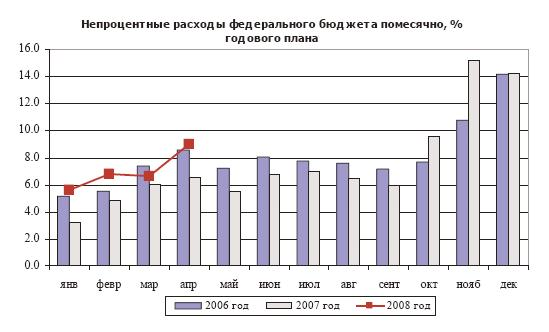 Непроцентные расходы федерального бюджета помесячно, %
годового плана
16.0
14.0
12.0
10.0
8.0
6.0
4.0
2.0
0.0
янв февр мар апр май июн июл авг сент окт нояб дек
2006 год 2007 год 2008 год